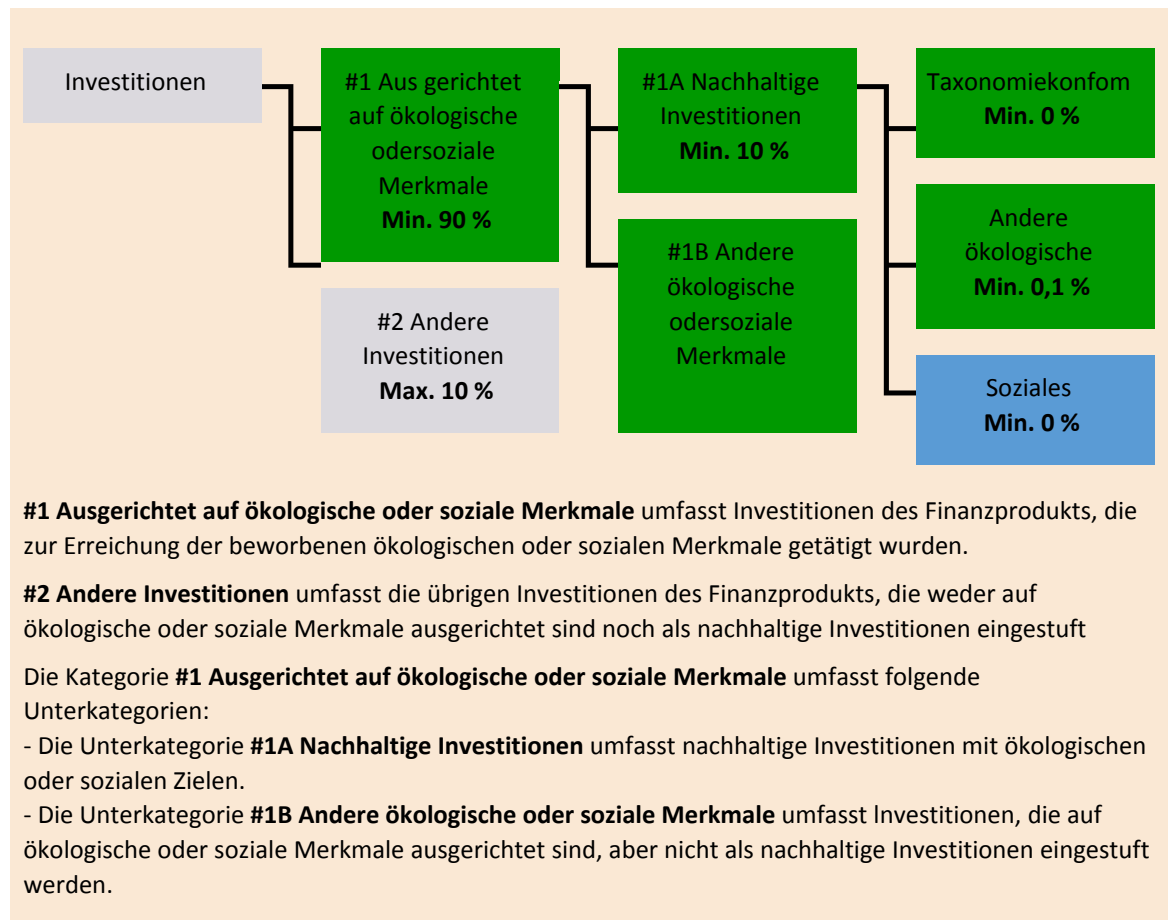 Investitionen
#1 Aus gerichtet
auf ökologische
odersoziale
Merkmale
Min. 90 %
#2 Andere
Investitionen
Max. 10 %
#1A Nachhaltige
Investitionen
Min. 10 %
#1B Andere
ökologische
odersoziale
Merkmale
Taxonomiekonfom
Min. 0 %
Andere
ökologische
Min. 0,1 %
Soziales
Min. 0 %
#1 Ausgerichtet auf ökologische oder soziale Merkmale umfasst Investitionen des Finanzprodukts, die
zur Erreichung der beworbenen ökologischen oder sozialen Merkmale getätigt wurden.
#2 Andere Investitionen umfasst die übrigen Investitionen des Finanzprodukts, die weder auf
ökologische oder soziale Merkmale ausgerichtet sind noch als nachhaltige Investitionen eingestuft
Die Kategorie #1 Ausgerichtet auf ökologische oder soziale Merkmale umfasst folgende
Unterkategorien:
- Die Unterkategorie #1A Nachhaltige Investitionen umfasst nachhaltige Investitionen mit ökologischen
oder sozialen Zielen.
- Die Unterkategorie #1B Andere ökologische oder soziale Merkmale umfasst lnvestitionen, die auf
ökologische oder soziale Merkmale ausgerichtet sind, aber nicht als nachhaltige Investitionen eingestuft
werden.